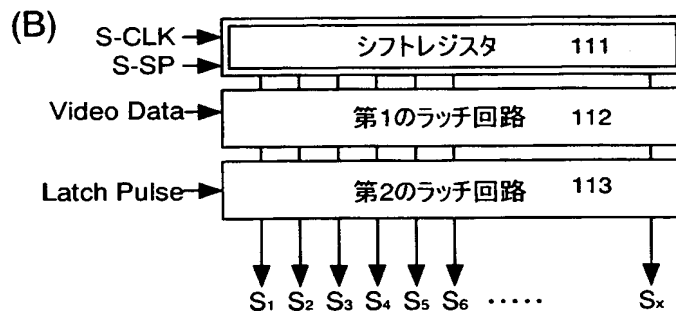 (B)
S-CLK
S-SP
シフトレジスタ 111
Video Data
第1のラッチ回路 112
Latch Pulse
第2のラッチ回路 113
S1 S2 S3 S4 S5 S6 ····· Sx